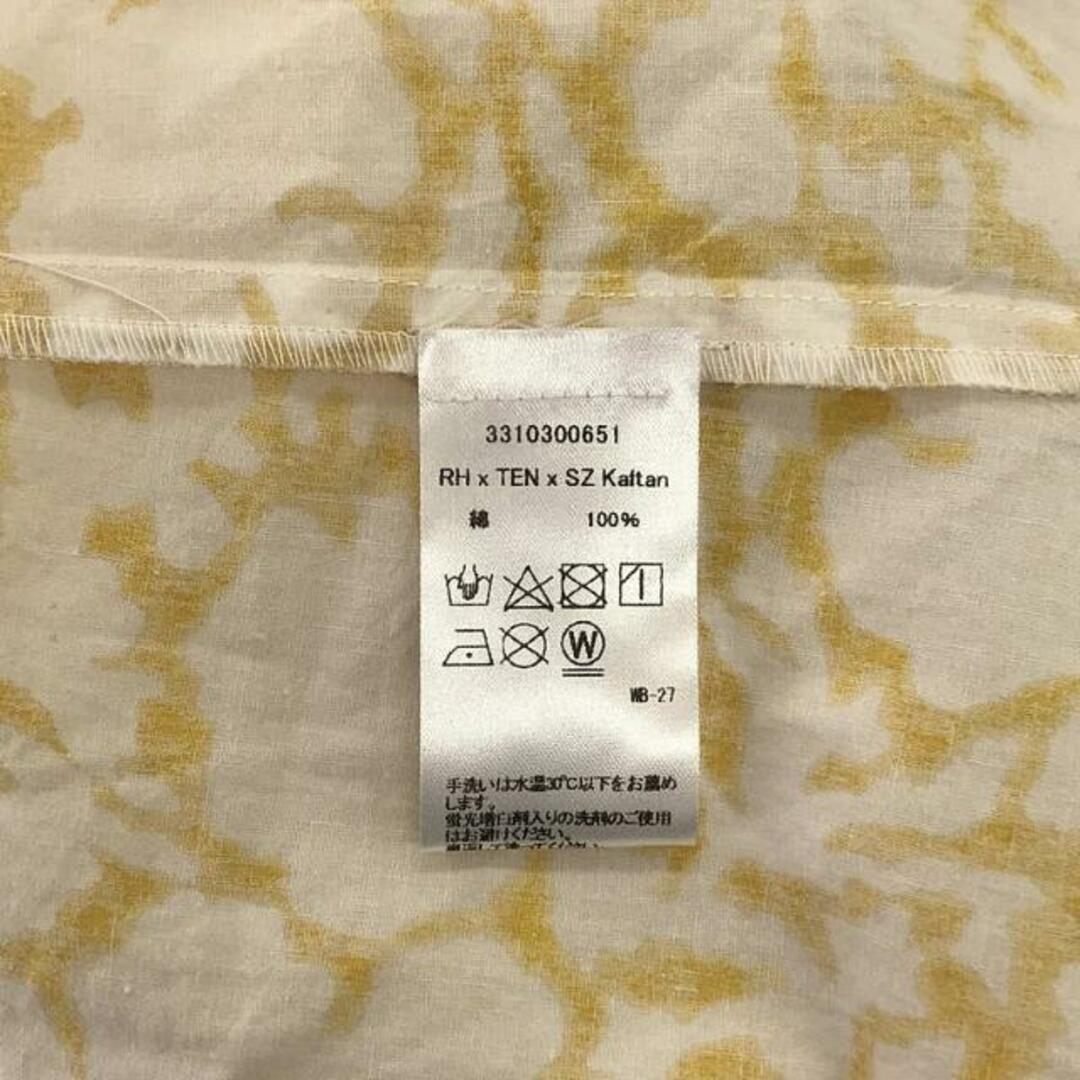 3310300651
RH x TEN x SZ Kaftan
綿 100%
W
WB-27
手洗いは水温30℃以下をお薦め
します。
蛍光増白剤入りの洗剤のご使用
はお避けください。